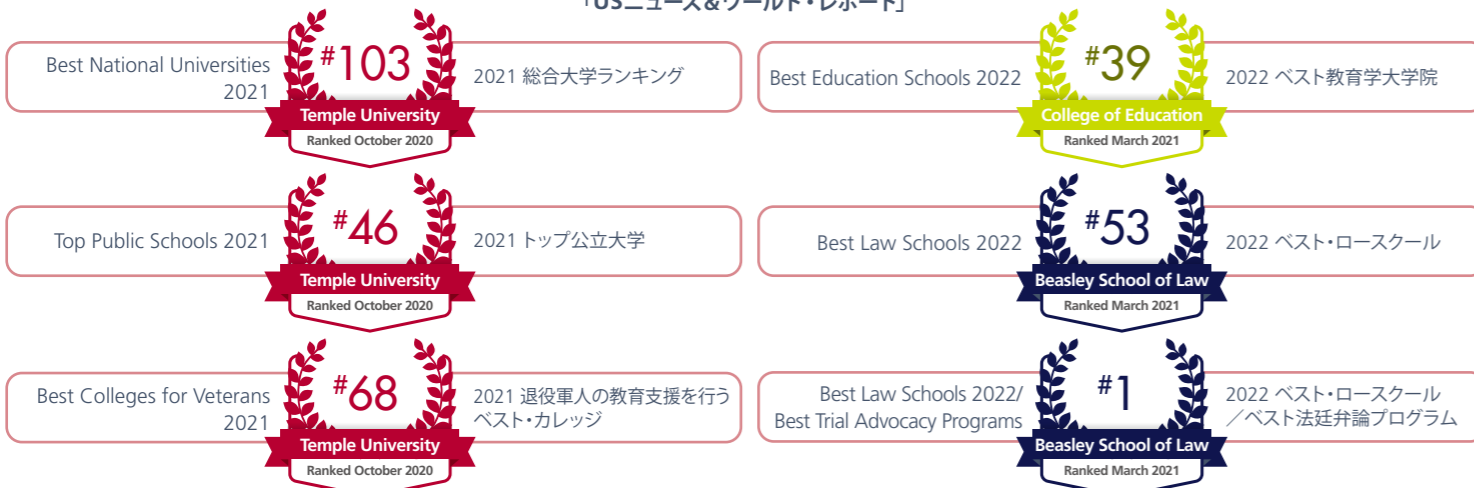 「USニュース&ワールド・レポート」
Best National Universities
2021
#103
Temple University
Ranked October 2020
2021 総合大学ランキング
Best Education Schools 2022
#39
College of Education
Ranked March 2021
2022 ベスト教育学大学院
Top Public Schools 2021
#46
Temple University
Ranked October 2020
2021 トップ公立大学
Best Law Schools 2022
#53
Beasley School of Law
Ranked March 2021
2022 ベスト・ロースクール
Best Colleges for Veterans
2021
#68
Temple University
Ranked October 2020
2021 退役軍人の教育支援を行う
ベスト・カレッジ
Best Law Schools 2022/
Best Trial Advocacy Programs
#1
Beasley School of Law
Ranked March 2021
2022 ベスト・ロースクール
／ベスト法廷弁論プログラム